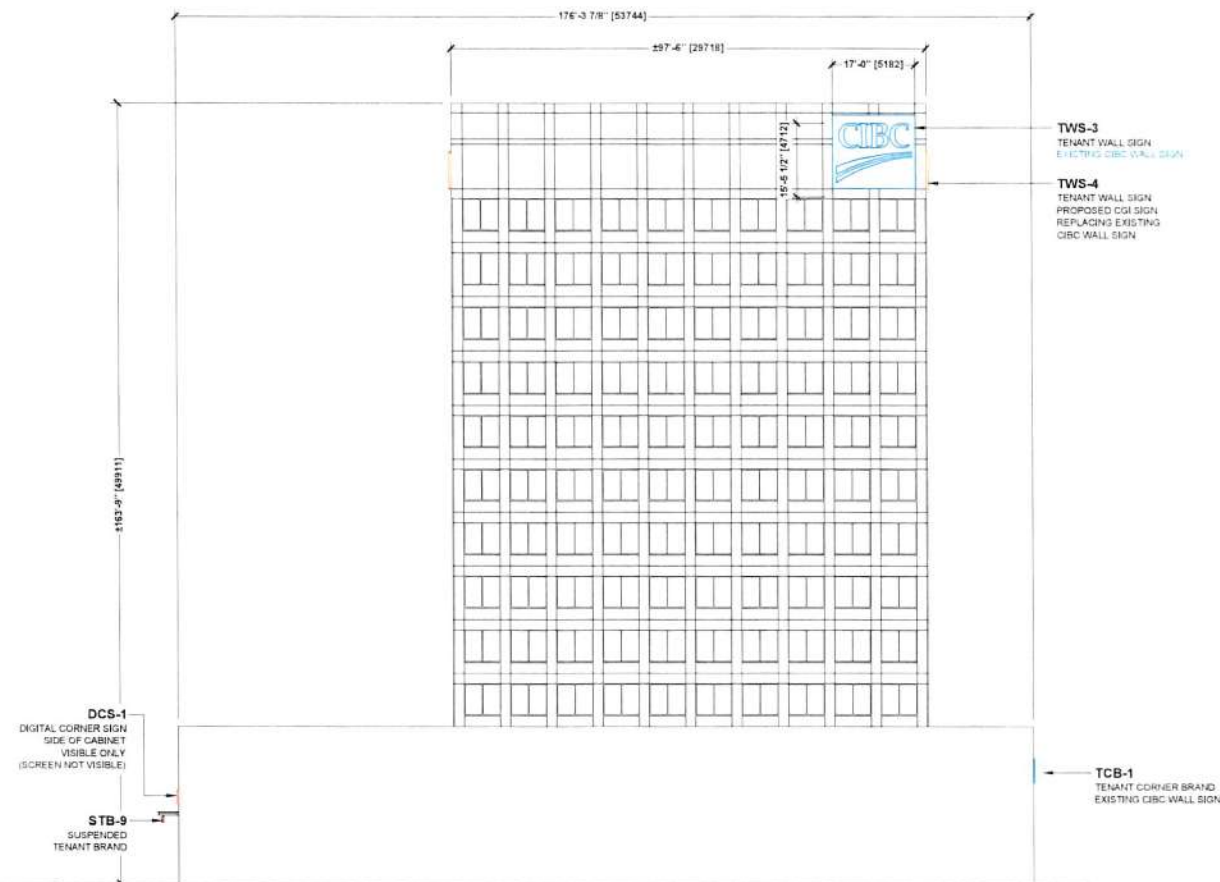 176'-3 7/8" [53744]
±97'-6" [29718]
17'-0" [5182]
15'-5 1/2" [4712]
CIBC
TWS-3
TENANT WALL SIGN
EXISTING CIBC WALL SIGN
TWS-4
TENANT WALL SIGN
PROPOSED CGI SIGN
REPLACING EXISTING
CIBC WALL SIGN
±163'-9" [49911]
DCS-1
DIGITAL CORNER SIGN
SIDE OF CABINET
VISIBLE ONLY
(SCREEN NOT VISIBLE)
STB-9
SUSPENDED
TENANT BRAND
TCB-1
TENANT CORNER BRAND
EXISTING CIBC WALL SIGN